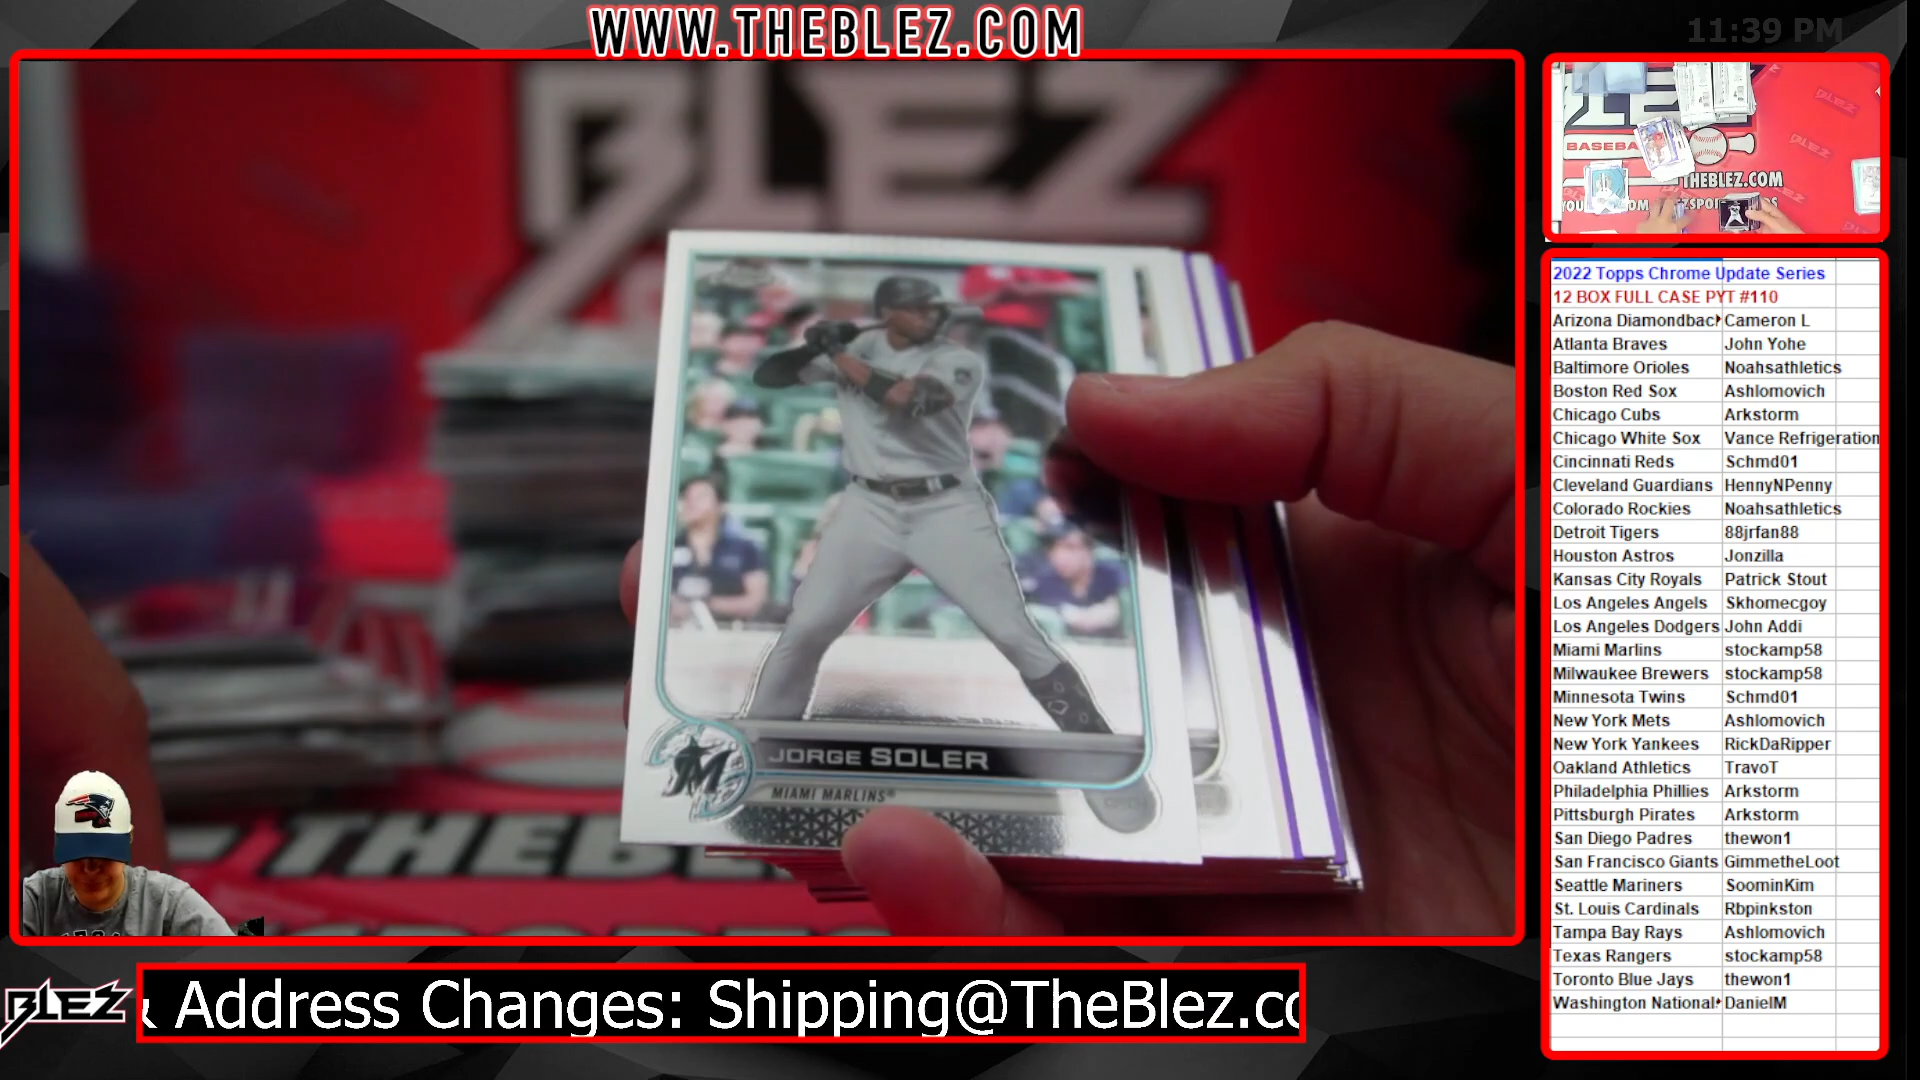 WWW.THEBLEZ.COM
11:39 PM
BLEZ
JORGE SOLER
MIAMI MARLINS®
BASEBA
THEBLEZ.COM
2022 Topps Chrome Update Series
12 BOX FULL CASE PYT #110
Arizona Diamondbac Cameron L
Atlanta Braves John Yohe
Baltimore Orioles Noahsathletics
Boston Red Sox Ashlomovich
Chicago Cubs Arkstorm
Chicago White Sox Vance Refrigeration
Cincinnati Reds Schmd01
Cleveland Guardians HennyNPenny
Colorado Rockies Noahsathletics
Detroit Tigers 88jrfan88
Houston Astros Jonzilla
Kansas City Royals Patrick Stout
Los Angeles Angels Skhomecgoy
Los Angeles Dodgers John Addi
Miami Marlins stockamp58
Milwaukee Brewers stockamp58
Minnesota Twins Schmd01
New York Mets Ashlomovich
New York Yankees RickDaRipper
Oakland Athletics TravoT
Philadelphia Phillies Arkstorm
Pittsburgh Pirates Arkstorm
San Diego Padres thewon1
San Francisco Giants GimmetheLoot
Seattle Mariners SoominKim
St. Louis Cardinals Rbpinkston
Tampa Bay Rays Ashlomovich
Texas Rangers stockamp58
Toronto Blue Jays thewon1
Washington National DanielM
BLEZ
& Address Changes: Shipping@TheBlez.co